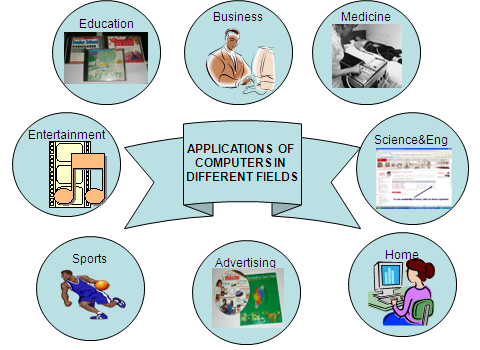 Education
Business
Medicine
Entertainment
APPLICATIONS OF
COMPUTERS IN
DIFFERENT FIELDS
Science&Eng
Sports
Advertising
Home